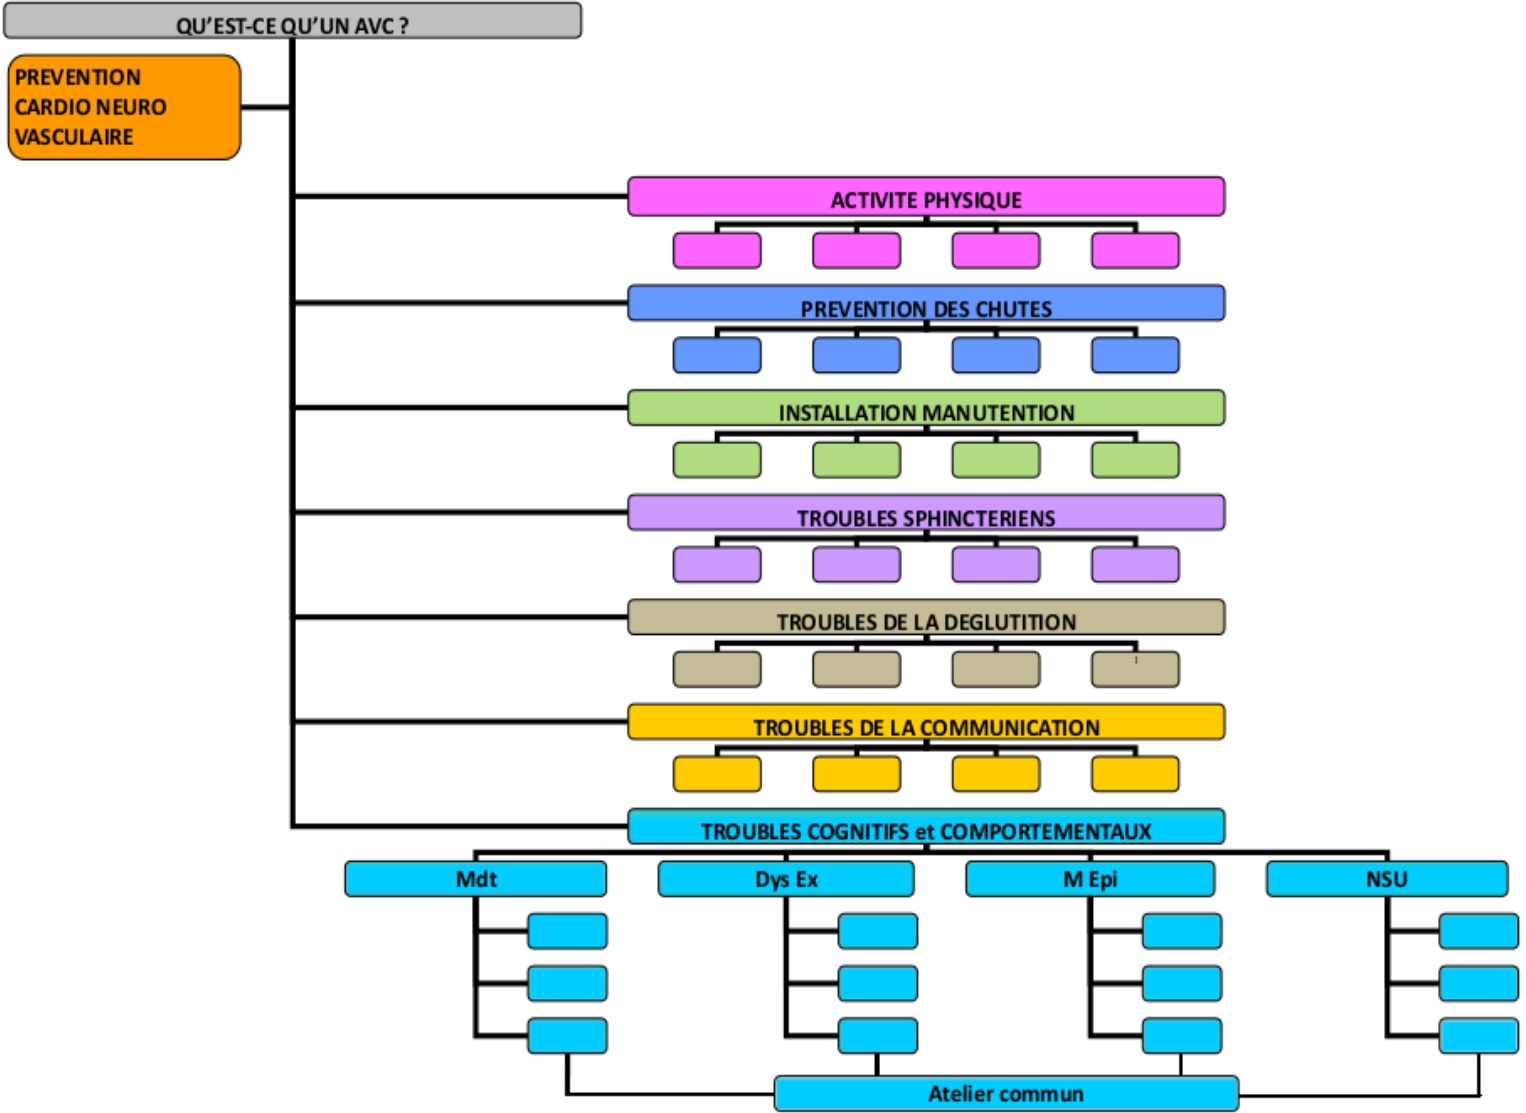 QU’EST-CE QU’UN AVC ?
PREVENTION
CARDIO NEURO
VASCULAIRE
ACTIVITE PHYSIQUE
PREVENTION DES CHUTES
INSTALLATION MANUTENTION
TROUBLES SPHINCTERIENS
TROUBLES DE LA DEGLUTITION
TROUBLES DE LA COMMUNICATION
TROUBLES COGNITIFS et COMPORTEMENTAUX
Mdt
Dys Ex
M Epi
NSU
Atelier commun